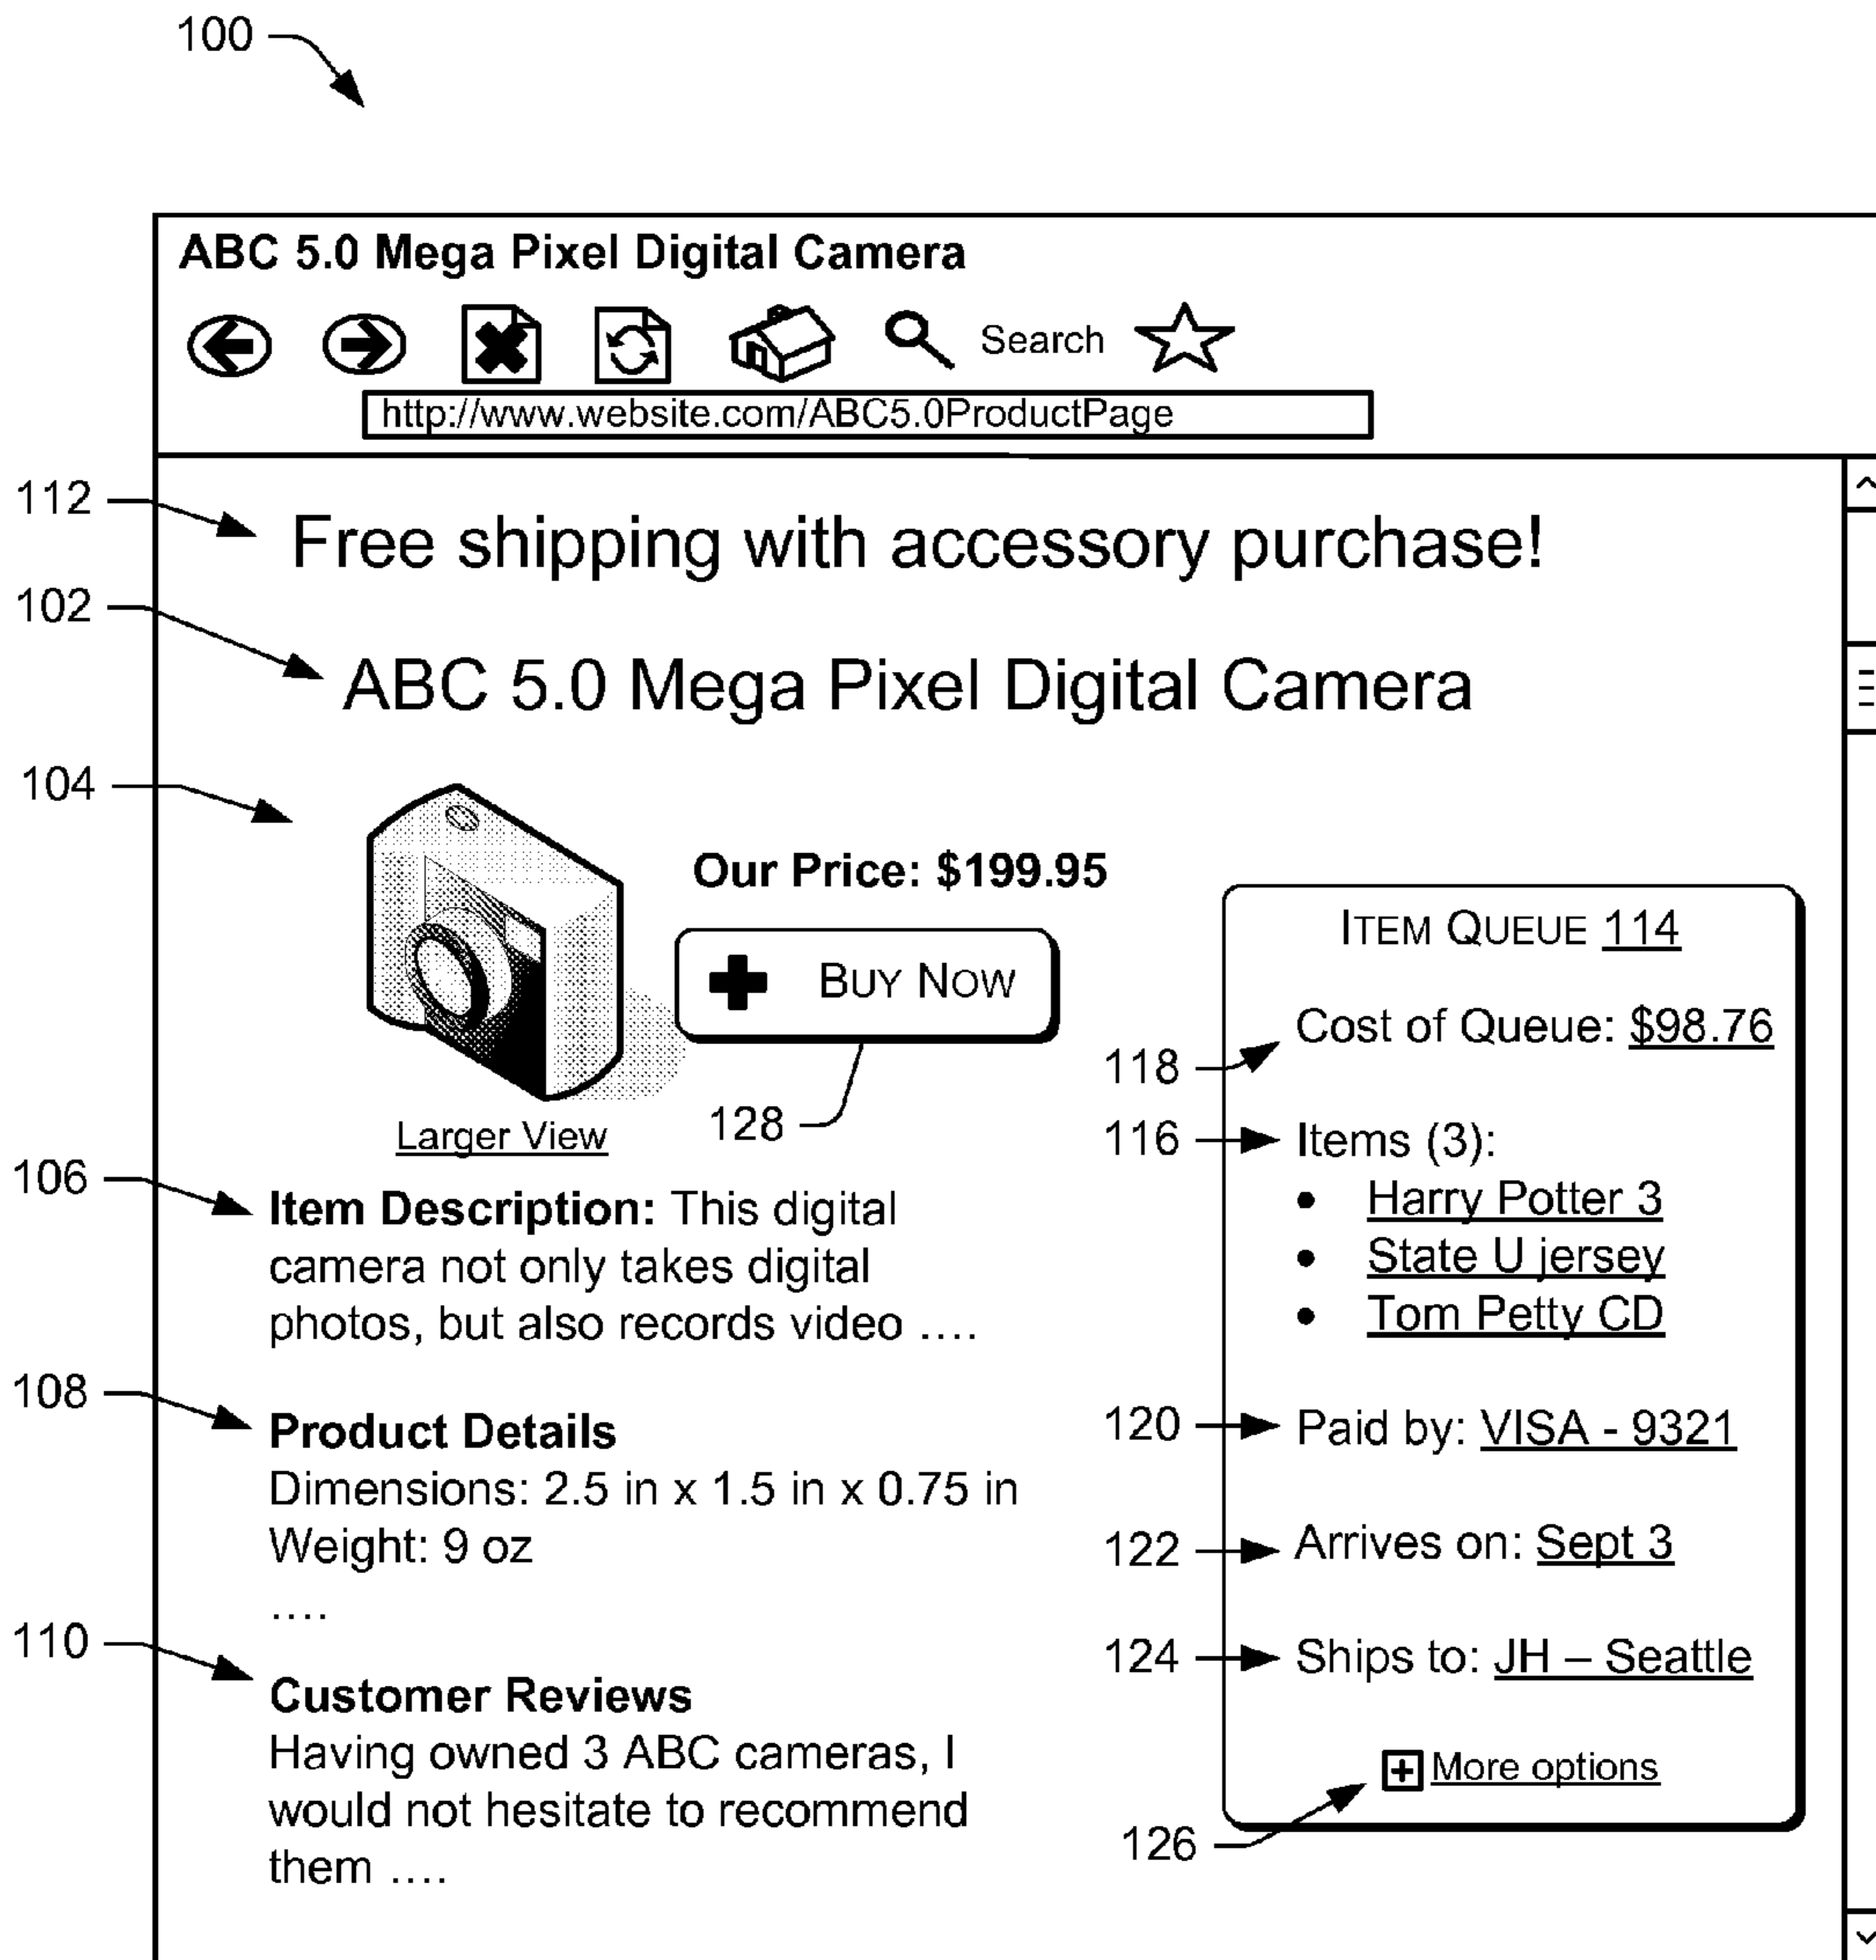 100
ABC 5.0 Mega Pixel Digital Camera
Search
http://www.website.com/ABC5.0ProductPage
112
Free shipping with accessory purchase!
102
ABC 5.0 Mega Pixel Digital Camera
104
Our Price: $199.95
BUY NOW
128
Larger View
106
Item Description: This digital
camera not only takes digital
photos, but also records video ....
108
Product Details
Dimensions: 2.5 in x 1.5 in x 0.75 in
Weight: 9 oz
....
110
Customer Reviews
Having owned 3 ABC cameras, I
would not hesitate to recommend
them ....
ITEM QUEUE 114
118
Cost of Queue: $98.76
116
Items (3):
• Harry Potter 3
• State U jersey
• Tom Petty CD
120
Paid by: VISA - 9321
122
Arrives on: Sept 3
124
Ships to: JH – Seattle
126
More options